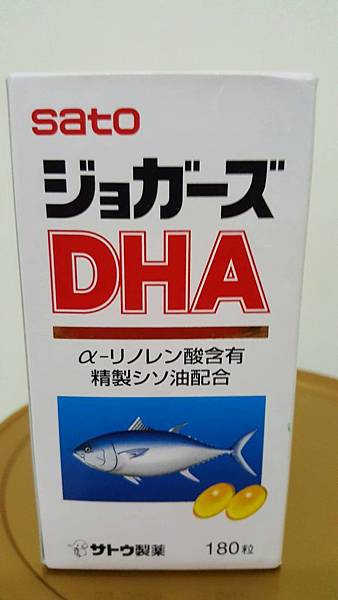 sato
ジョガーズ
DHA
α-リノレン酸含有
精製シソ油配合
サトウ製薬 180粒